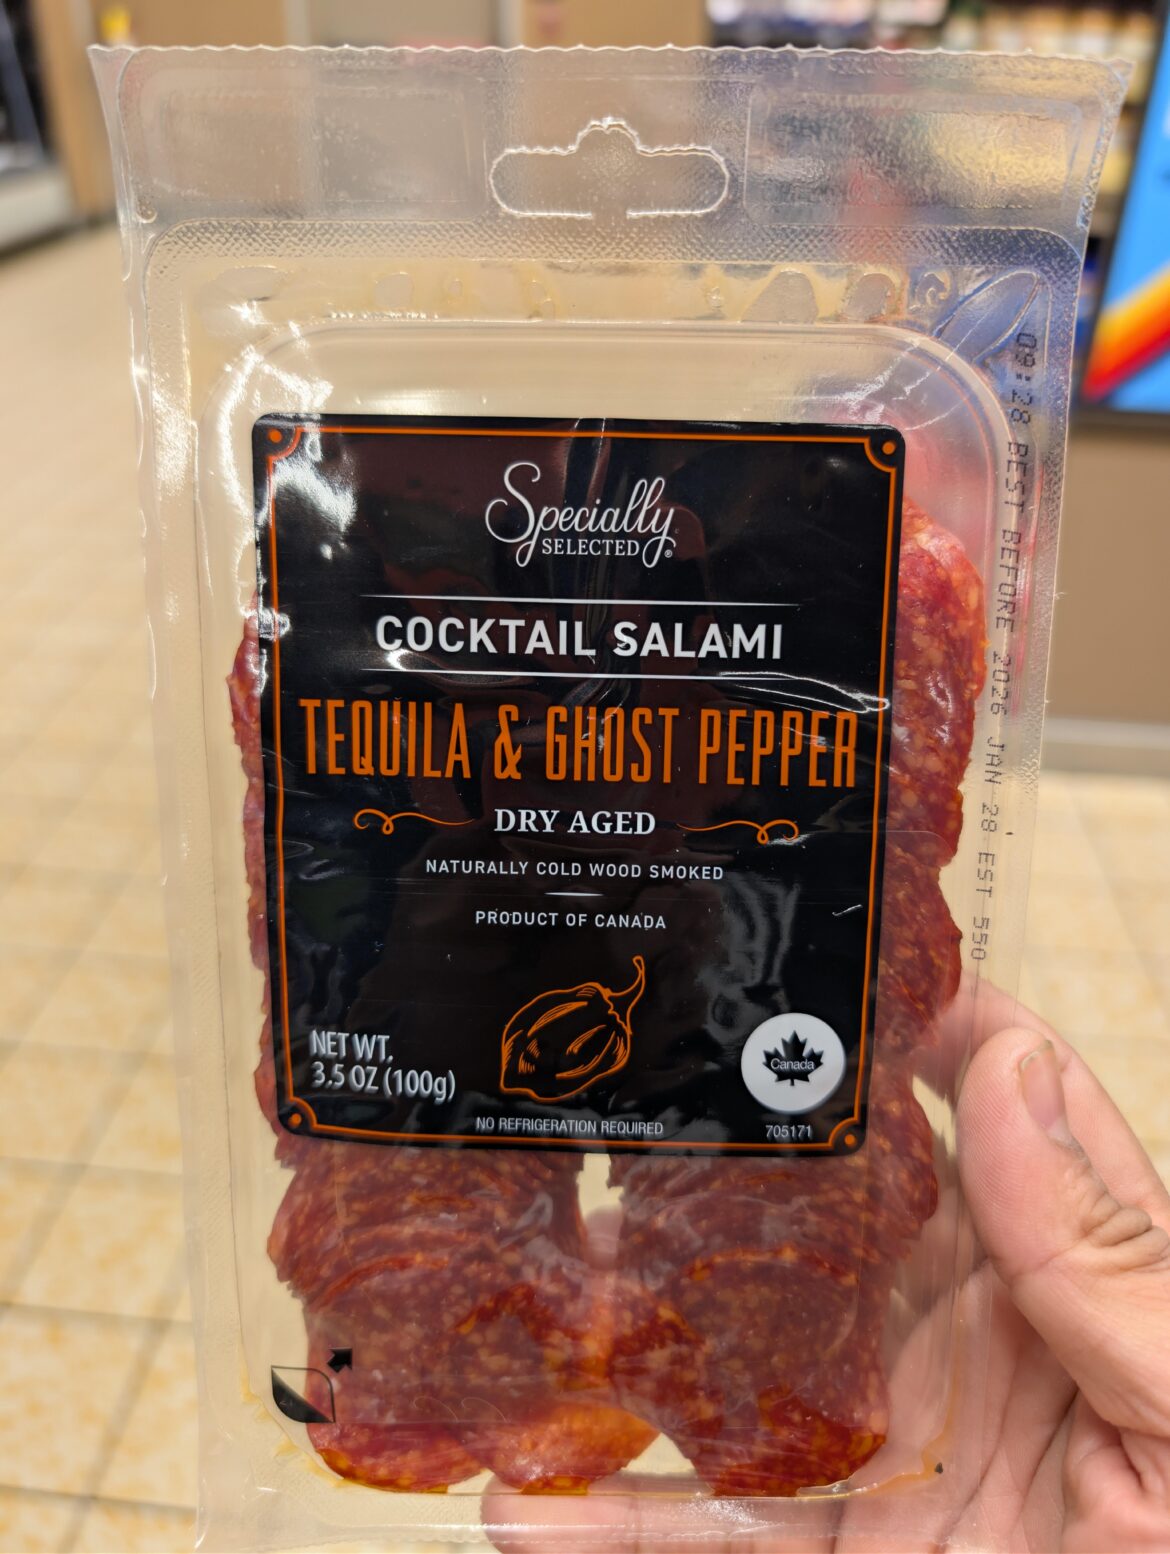 Specially
SELECTED®
COCKTAIL SALAMI
TEQUILA & GHOST PEPPER
DRY AGED
NATURALLY COLD WOOD SMOKED
PRODUCT OF CANADA
NET WT.
3.5 OZ (100g)
Canada
NO REFRIGERATION REQUIRED
705171
09:28 BEST BEFORE 2026 JAN 28 EST 550